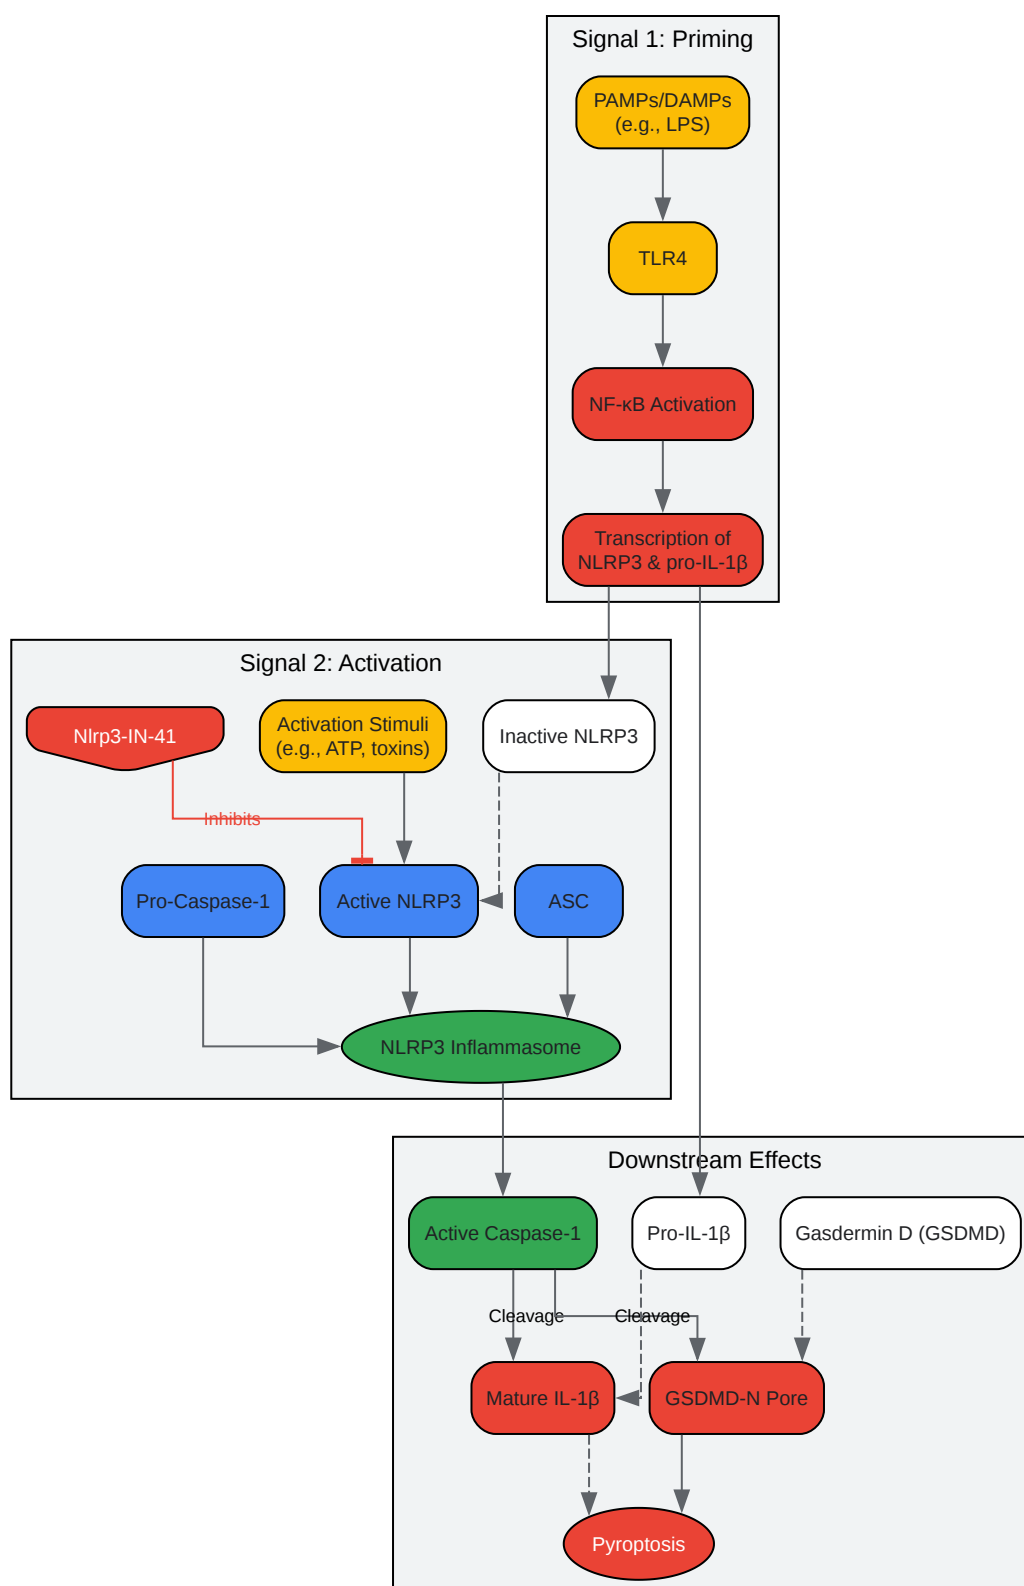 Signal 1: Priming
PAMPs/DAMPs
(e.g., LPS)
TLR4
NF-κB Activation
Transcription of
NLRP3 & pro-IL-1β
Signal 2: Activation
Nlrp3-IN-41
Activation Stimuli
(e.g., ATP, toxins)
Inactive NLRP3
Inhibits
Pro-Caspase-1
Active NLRP3
ASC
NLRP3 Inflammasome
Downstream Effects
Active Caspase-1
Pro-IL-1β
Gasdermin D (GSDMD)
Cleavage
Cleavage
Mature IL-1β
GSDMD-N Pore
Pyroptosis